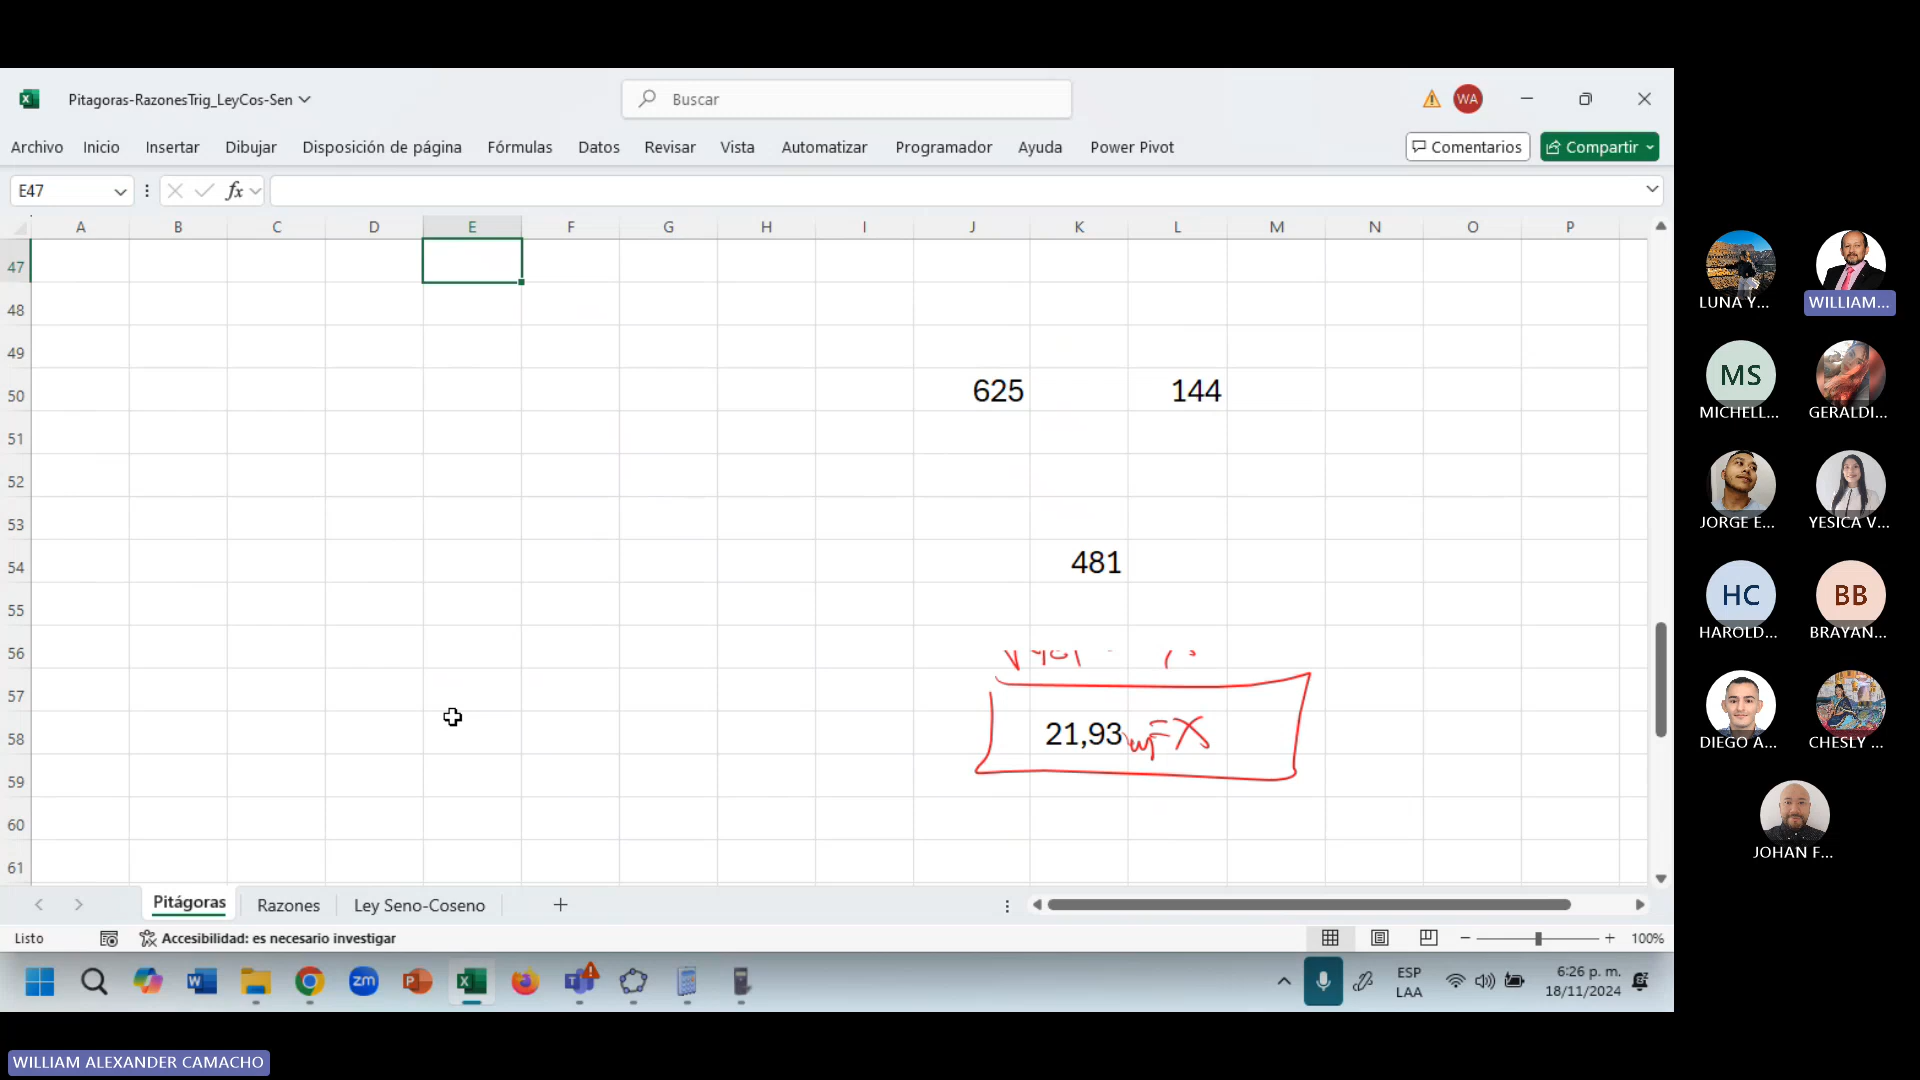 Pitagoras-RazonesTrig_LeyCos-Sen
Buscar
WA
Archivo Inicio Insertar Dibujar Disposición de página Fórmulas Datos Revisar Vista Automatizar Programador Ayuda Power Pivot
Comentarios Compartir
E47 fx
A B C D E F G H I J K L M N O P
47
48
49
50 625 144
51
52
53
54 481
55
56
57
58 21,93
59
60
61
Pitágoras Razones Ley Seno-Coseno
Listo Accesibilidad: es necesario investigar 100%
zm
ESP
LAA
6:26 p. m.
18/11/2024
LUNA Y... WILLIAM...
MS
MICHELL... GERALDI...
JORGE E... YESICA V...
HC BB
HAROLD... BRAYAN...
DIEGO A... CHESLY ...
JOHAN F...
WILLIAM ALEXANDER CAMACHO